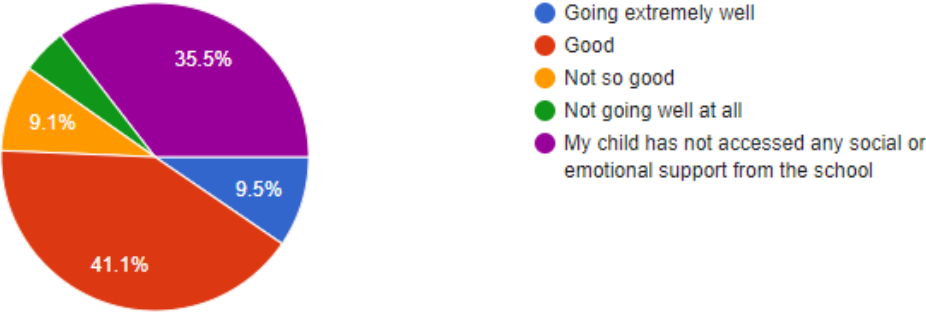 35.5%
9.1%
9.5%
41.1%
Going extremely well
Good
Not so good
Not going well at all
My child has not accessed any social or
emotional support from the school